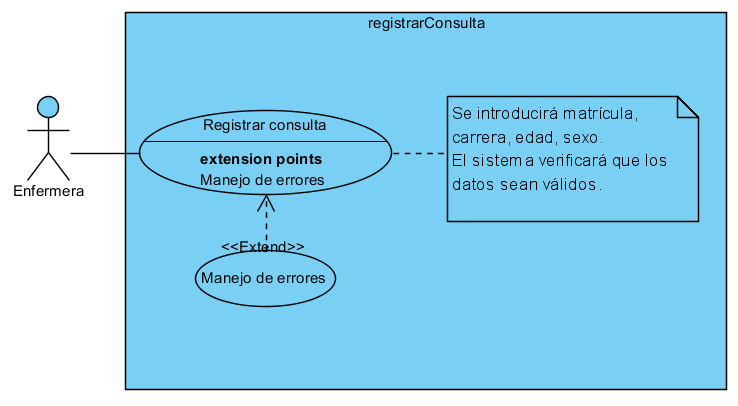 registrarConsulta
Enfermera
Registrar consulta
extension points
Manejo de errores
<<Extend>>
Manejo de errores
Se introducirá matrícula,
carrera, edad, sexo.
El sistema verificará que los
datos sean válidos.